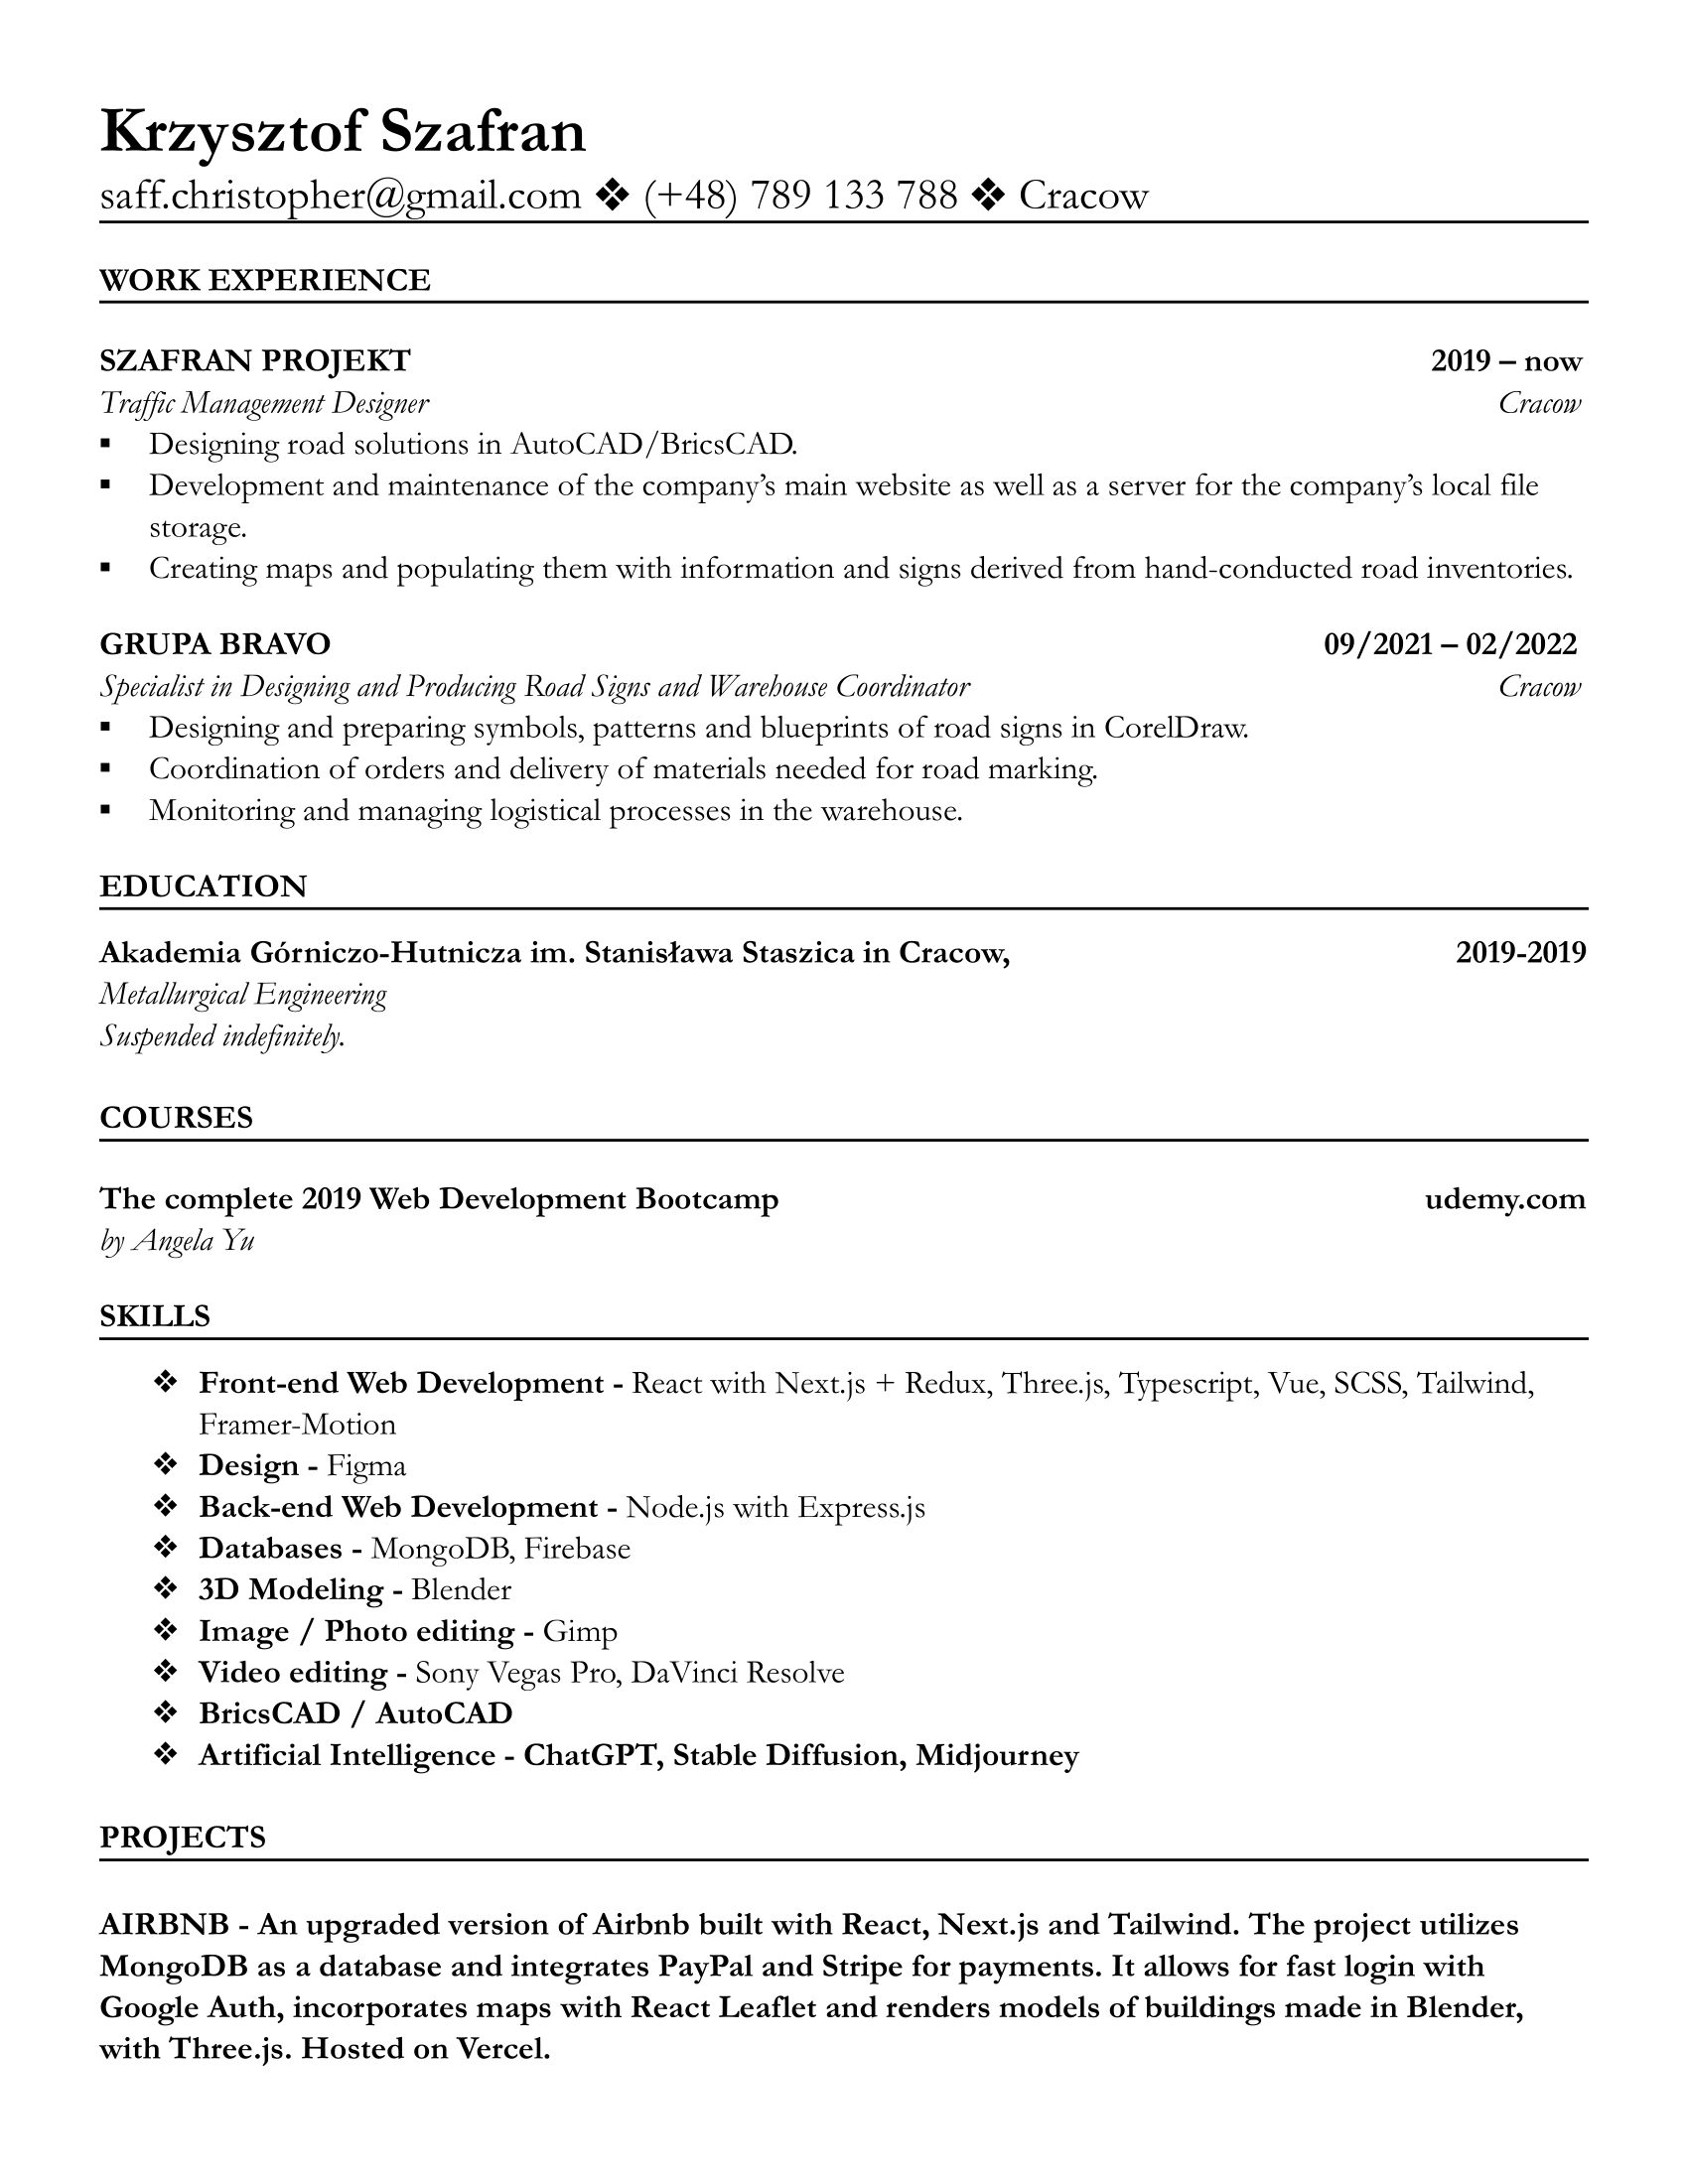 Krzysztof Szafran
saff.christopher@gmail.com ❖ (+48) 789 133 788 ❖ Cracow
WORK EXPERIENCE
SZAFRAN PROJEKT 2019 – now
Traffic Management Designer Cracow
▪ Designing road solutions in AutoCAD/BricsCAD.
▪ Development and maintenance of the company’s main website as well as a server for the company’s local file
storage.
▪ Creating maps and populating them with information and signs derived from hand-conducted road inventories.
GRUPA BRAVO 09/2021 – 02/2022
Specialist in Designing and Producing Road Signs and Warehouse Coordinator Cracow
▪ Designing and preparing symbols, patterns and blueprints of road signs in CorelDraw.
▪ Coordination of orders and delivery of materials needed for road marking.
▪ Monitoring and managing logistical processes in the warehouse.
EDUCATION
Akademia Górniczo-Hutnicza im. Stanisława Staszica in Cracow, 2019-2019
Metallurgical Engineering
Suspended indefinitely.
COURSES
The complete 2019 Web Development Bootcamp udemy.com
by Angela Yu
SKILLS
❖ Front-end Web Development - React with Next.js + Redux, Three.js, Typescript, Vue, SCSS, Tailwind,
Framer-Motion
❖ Design - Figma
❖ Back-end Web Development - Node.js with Express.js
❖ Databases - MongoDB, Firebase
❖ 3D Modeling - Blender
❖ Image / Photo editing - Gimp
❖ Video editing - Sony Vegas Pro, DaVinci Resolve
❖ BricsCAD / AutoCAD
❖ Artificial Intelligence - ChatGPT, Stable Diffusion, Midjourney
PROJECTS
AIRBNB - An upgraded version of Airbnb built with React, Next.js and Tailwind. The project utilizes
MongoDB as a database and integrates PayPal and Stripe for payments. It allows for fast login with
Google Auth, incorporates maps with React Leaflet and renders models of buildings made in Blender,
with Three.js. Hosted on Vercel.